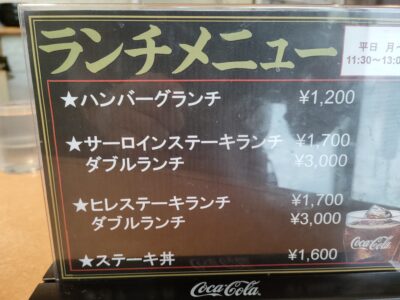 ランチメニュー
平日 月~
11:30~13:0
★ハンバーグランチ ¥1,200
★サーロインステーキランチ ¥1,700
ダブルランチ ¥3,000
★ヒレステーキランチ ¥1,700
ダブルランチ ¥3,000
★ステーキ丼 ¥1,600
Coca-Cola
Coca-Cola